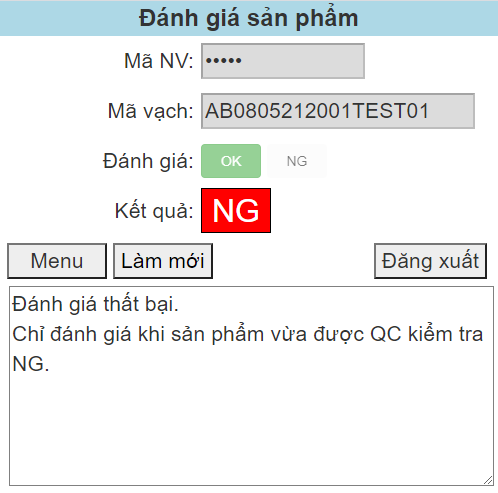 Đánh giá sản phẩm
Mã NV: •••••
Mã vạch: AB0805212001TEST01
Đánh giá: OK NG
Kết quả: NG
Menu Làm mới Đăng xuất
Đánh giá thất bại.
Chỉ đánh giá khi sản phẩm vừa được QC kiểm tra
NG.